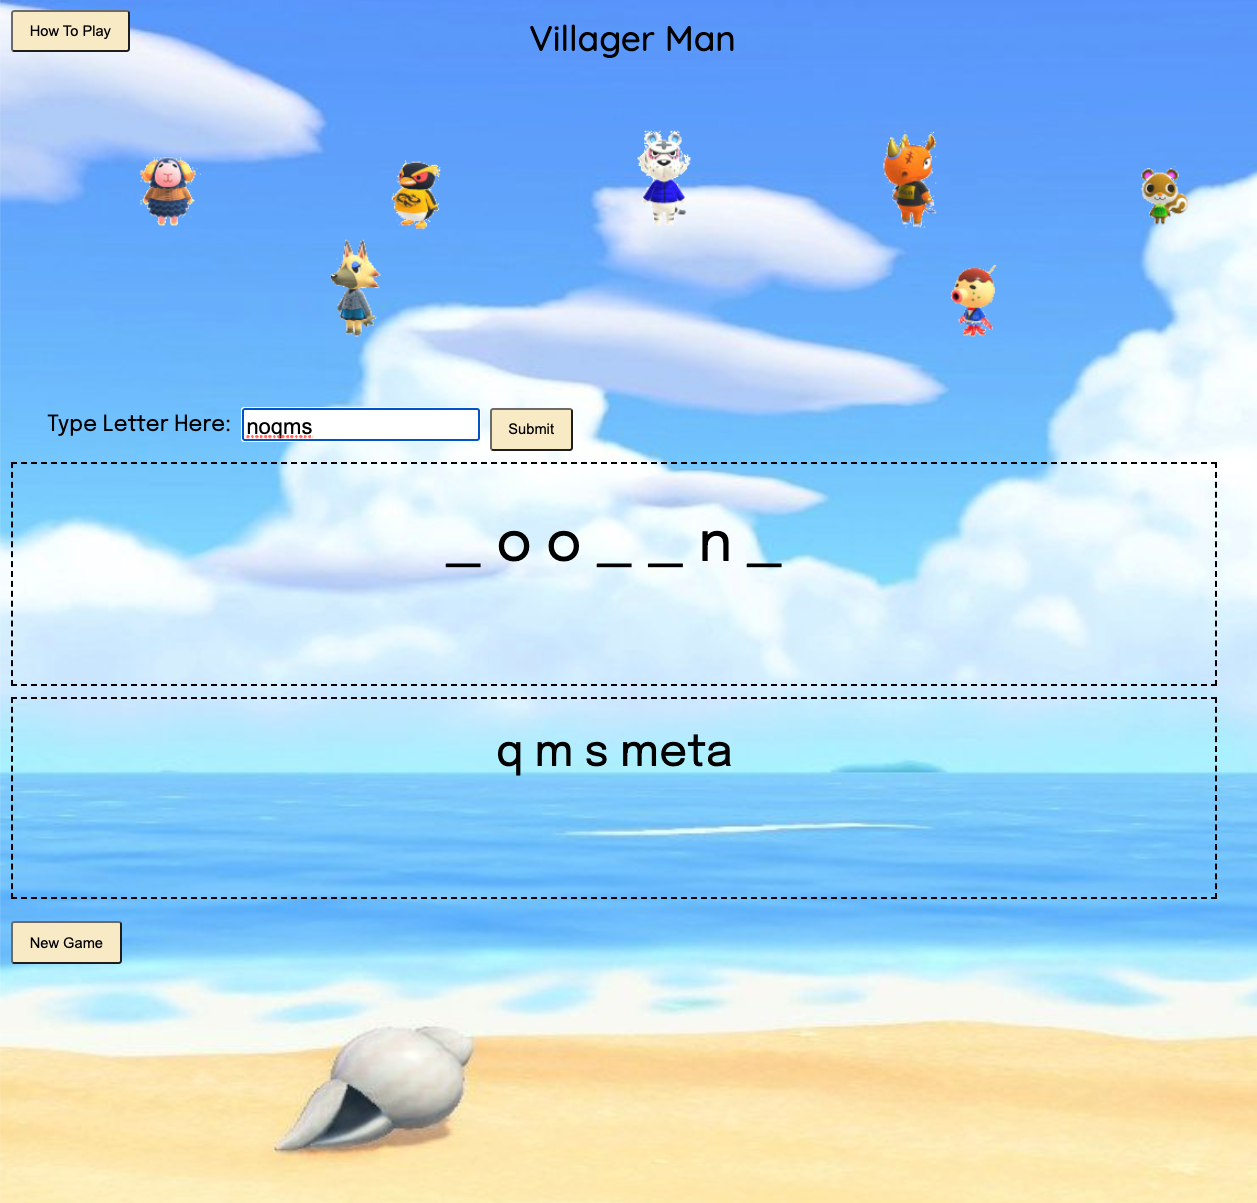 How To Play
Villager Man
Type Letter Here: noqms Submit
_ o o _ _ n _
q m s meta
New Game